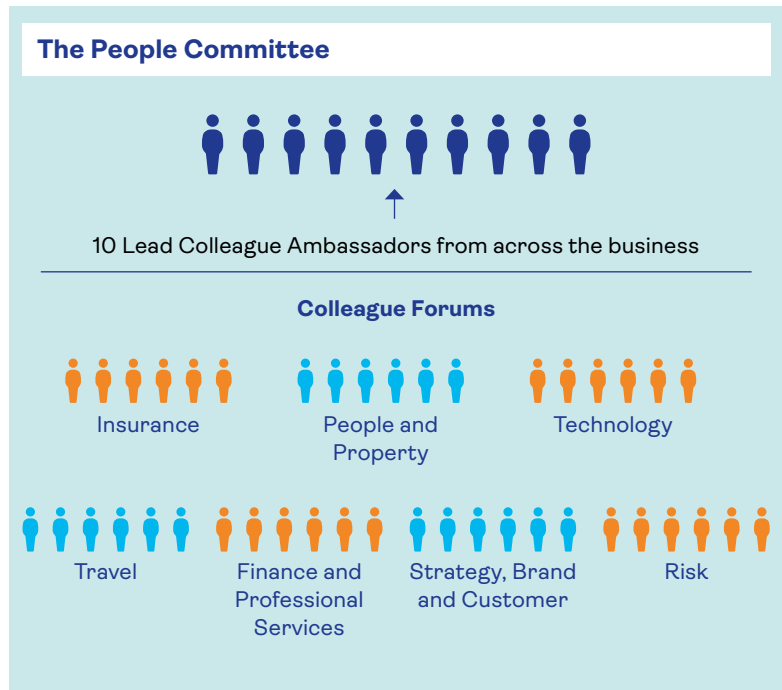 The People Committee
10 Lead Colleague Ambassadors from across the business
Colleague Forums
Insurance
People and
Property
Technology
Travel
Finance and
Professional
Services
Strategy, Brand
and Customer
Risk